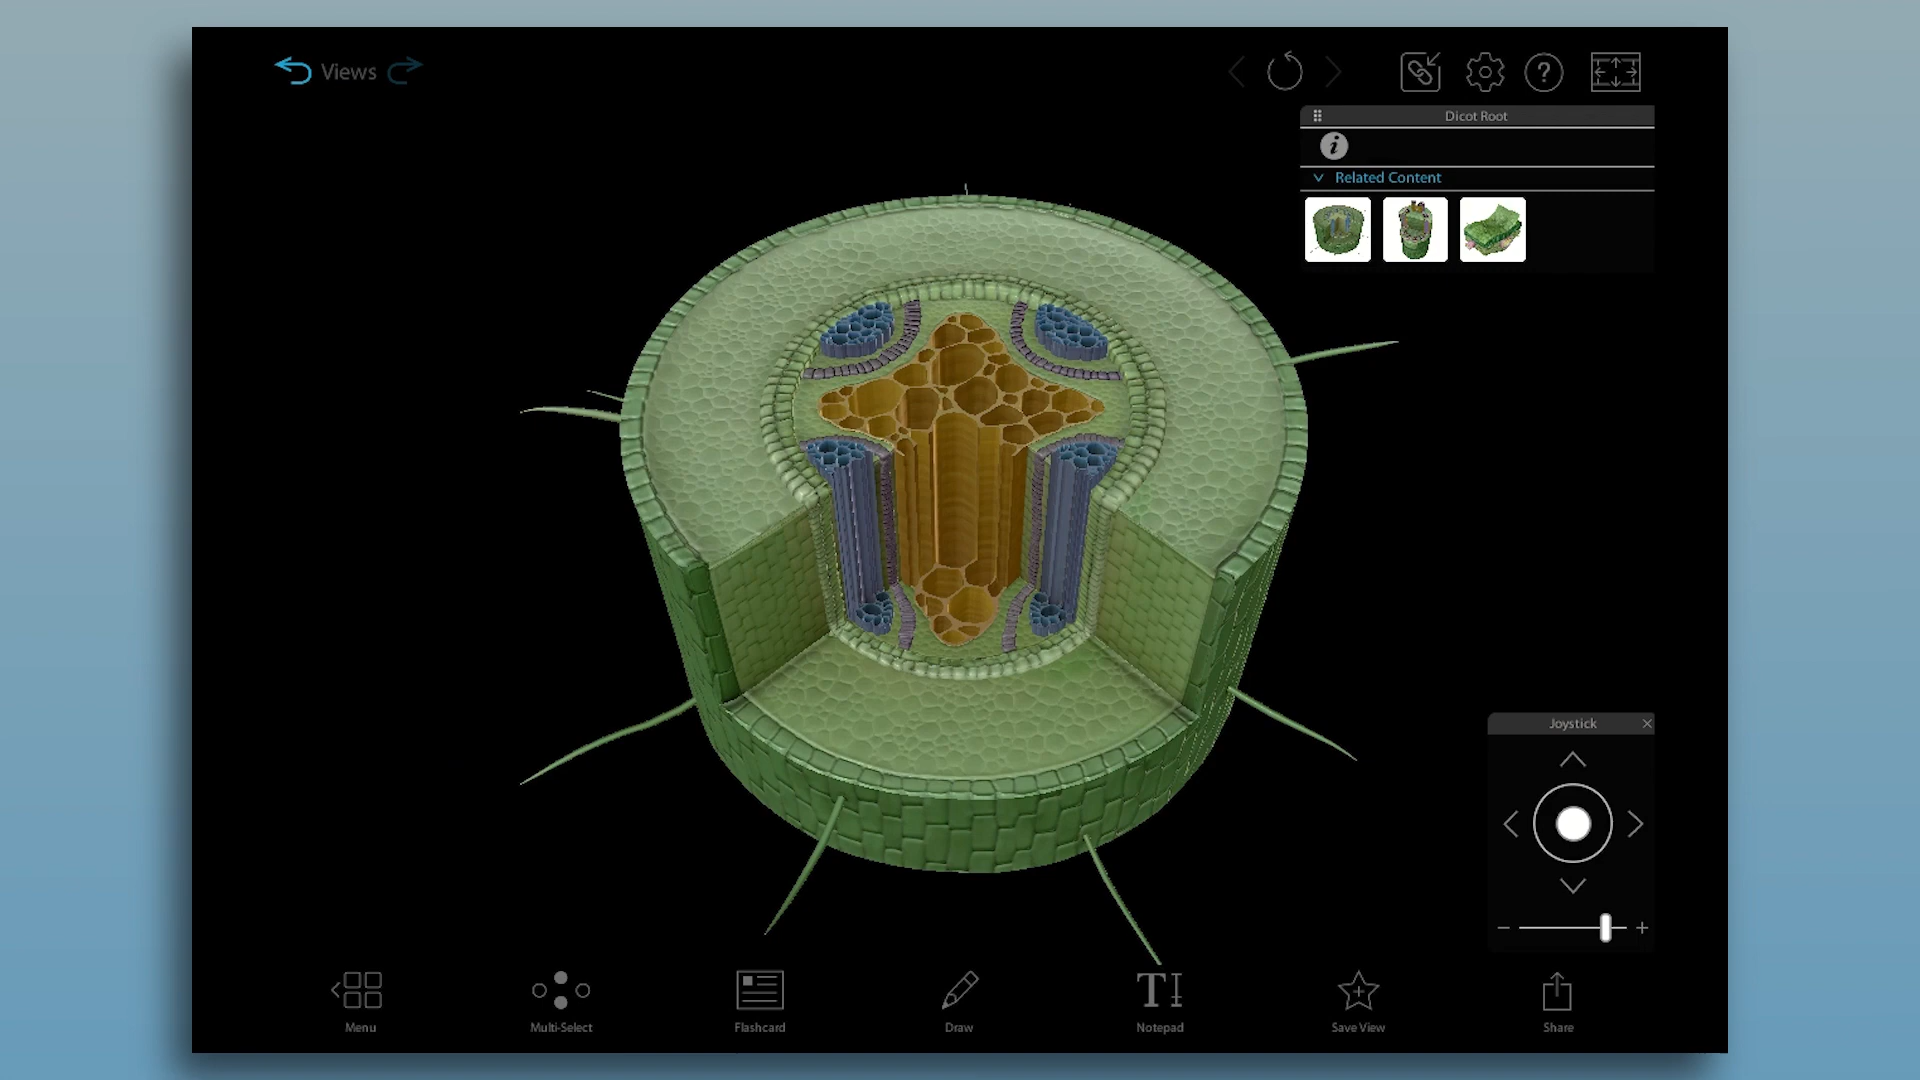 Views
Dicot Root
Related Content
Joystick
Menu
Multi-Select
Flashcard
Draw
Notepad
Save View
Share